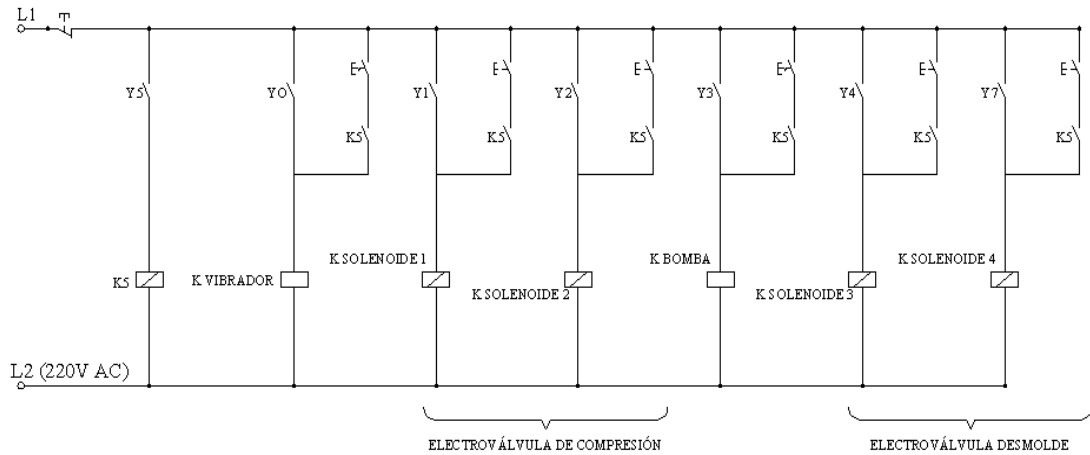 L1
Y5
Y0
K5
Y1
K5
Y2
K5
Y3
K5
Y4
K5
Y7
K5
K5
K VIBRADOR
K SOLENOIDE 1
K SOLENOIDE 2
K BOMBA
K SOLENOIDE 3
K SOLENOIDE 4
L2 (220V AC)
ELECTROVÁLVULA DE COMPRESIÓN
ELECTROVÁLVULA DESMOLDE